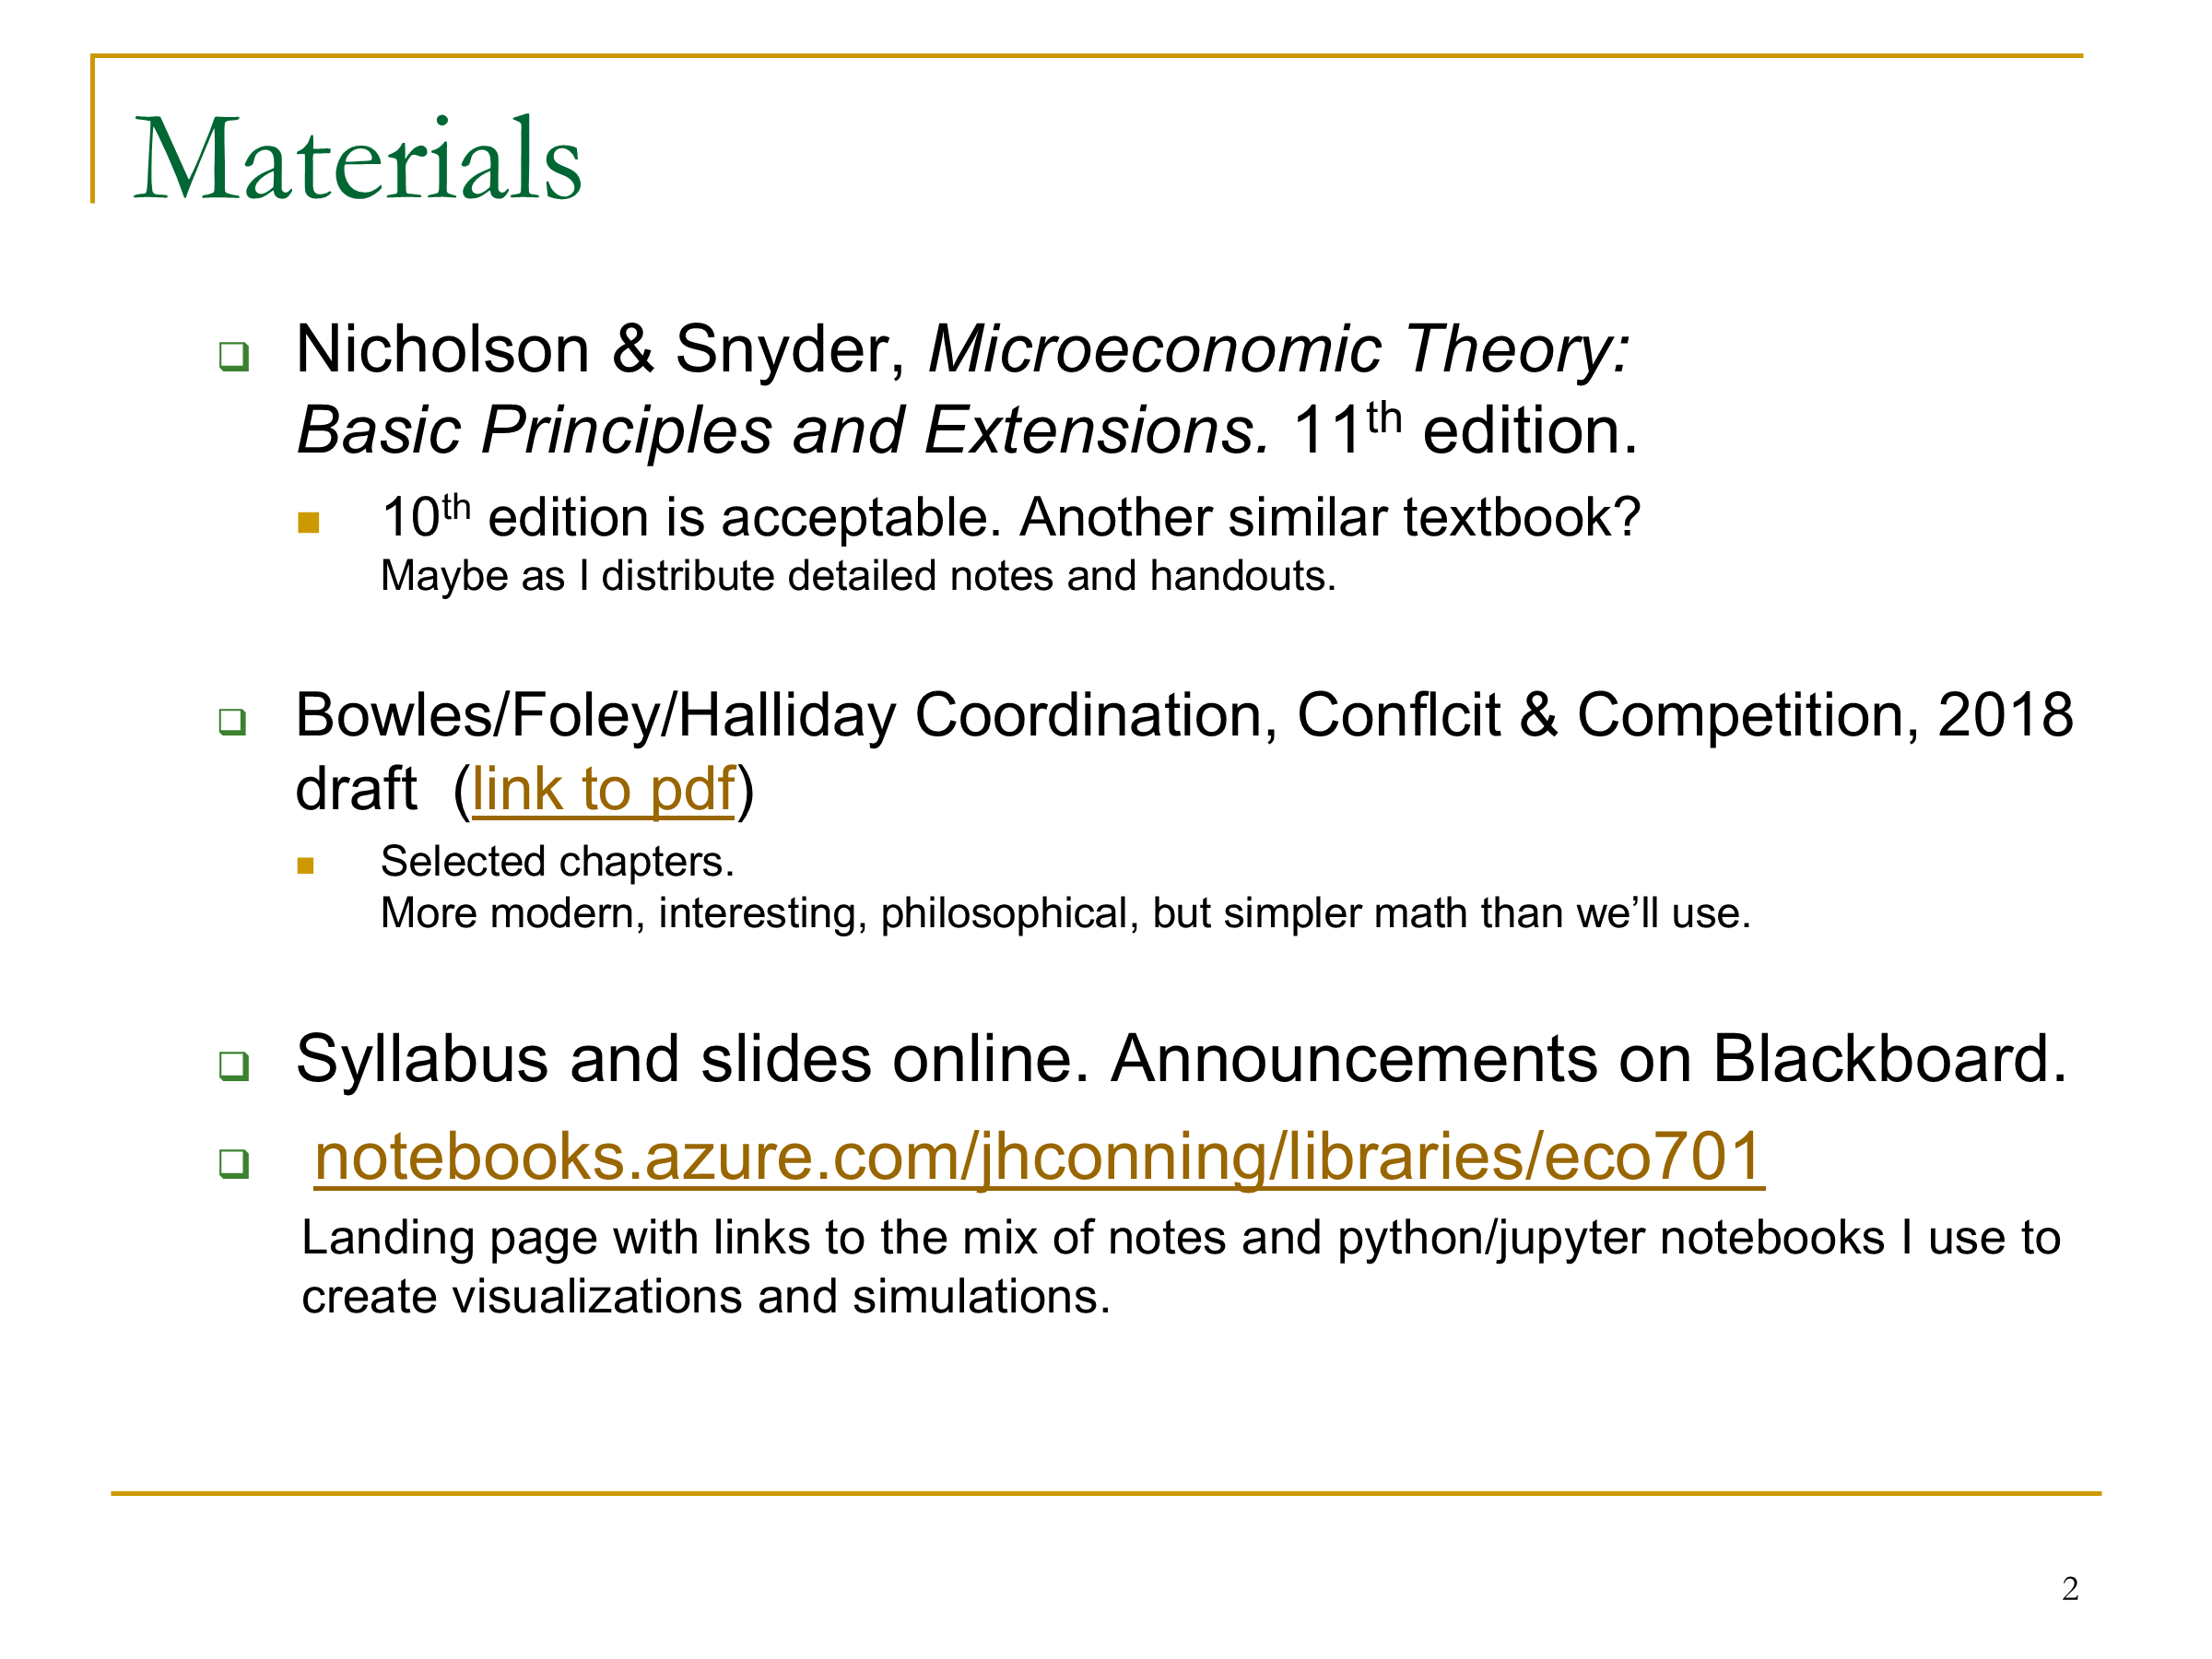 Materials
Nicholson & Snyder, Microeconomic Theory:
Basic Principles and Extensions. 11th edition.
10th edition is acceptable. Another similar textbook?
Maybe as I distribute detailed notes and handouts.
Bowles/Foley/Halliday Coordination, Conflcit & Competition, 2018
draft (link to pdf)
Selected chapters.
More modern, interesting, philosophical, but simpler math than we’ll use.
Syllabus and slides online. Announcements on Blackboard.
notebooks.azure.com/jhconning/libraries/eco701
Landing page with links to the mix of notes and python/jupyter notebooks I use to
create visualizations and simulations.
2